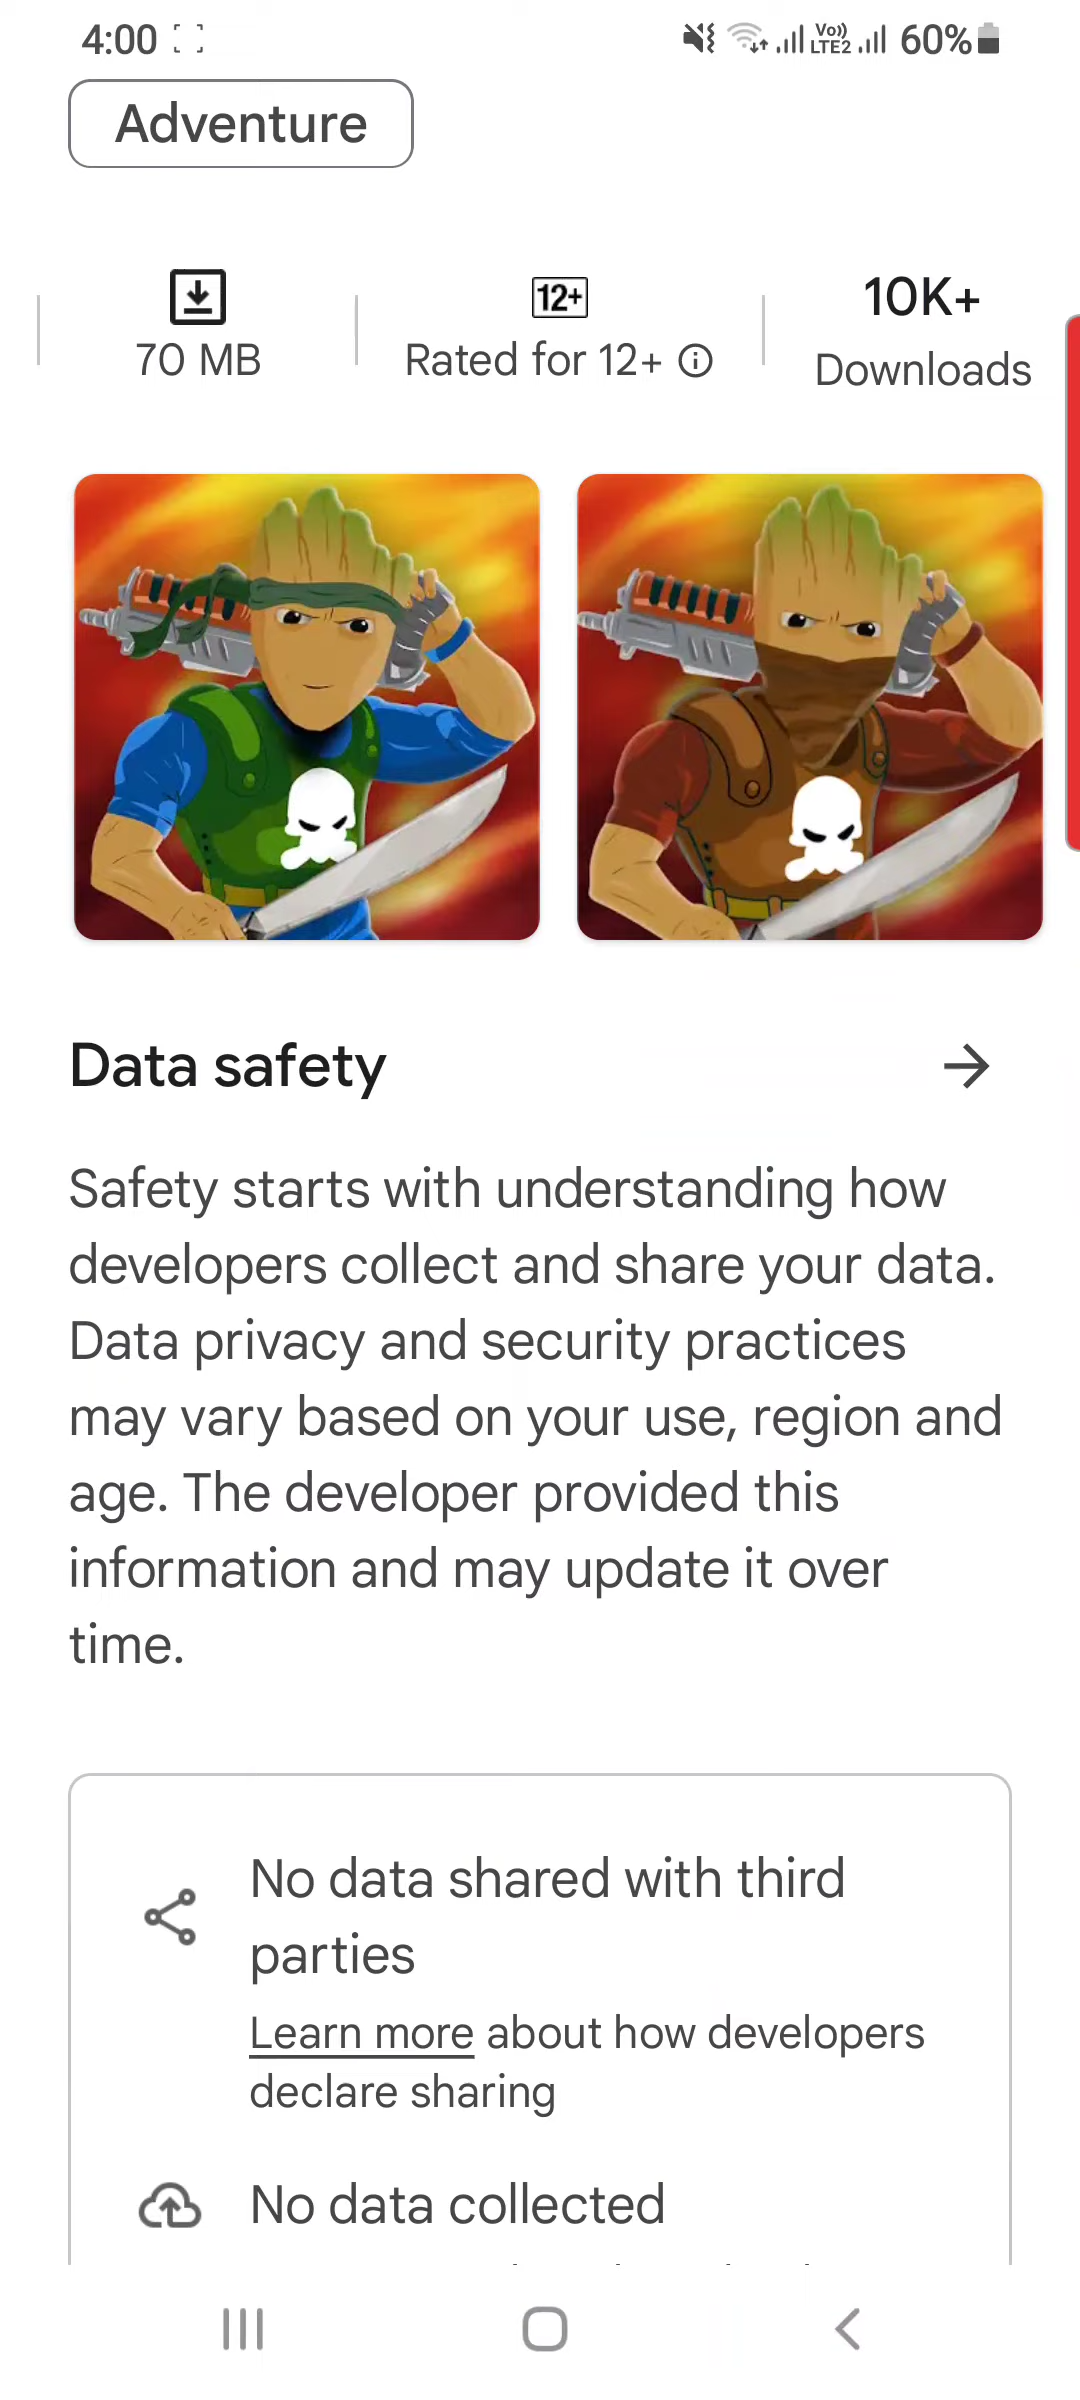 4:00
Vo))
LTE2
60%
Adventure
12+
10K+
70 MB
Rated for 12+
Downloads
Data safety
Safety starts with understanding how
developers collect and share your data.
Data privacy and security practices
may vary based on your use, region and
age. The developer provided this
information and may update it over
time.
No data shared with third
parties
Learn more about how developers
declare sharing
No data collected